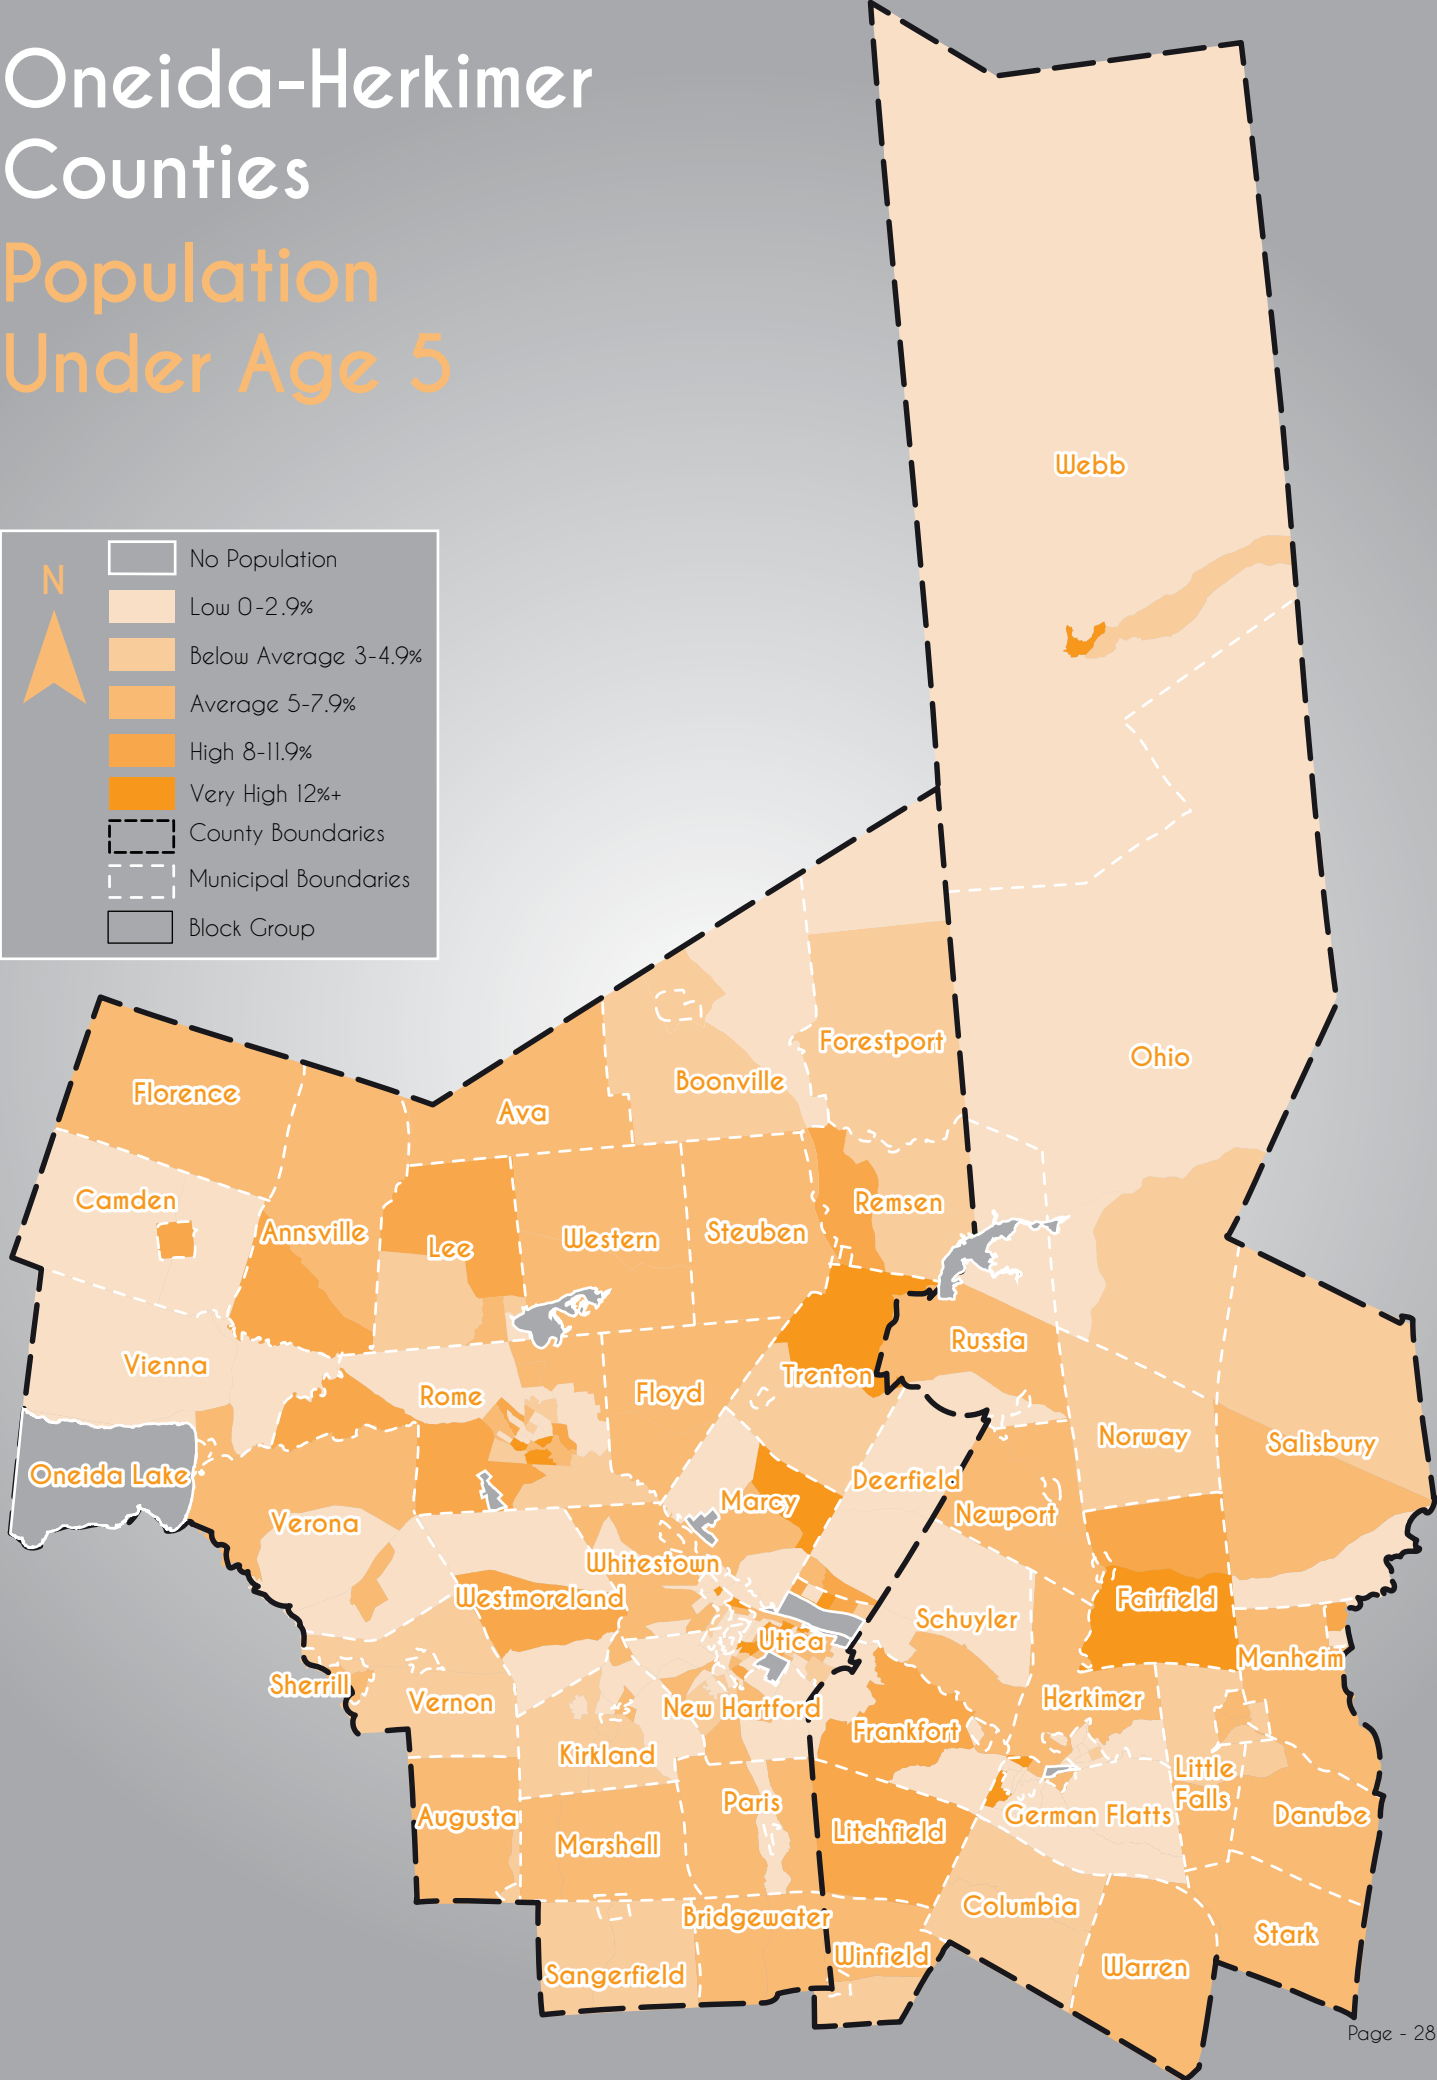 Oneida-Herkimer
Counties
Population
Under Age 5
N
No Population
Low 0-2.9%
Below Average 3-4.9%
Average 5-7.9%
High 8-11.9%
Very High 12%+
County Boundaries
Municipal Boundaries
Block Group
Webb
Ohio
Forestport
Boonville
Florence
Ava
Camden
Annsville
Lee
Western
Steuben
Remsen
Vienna
Rome
Floyd
Trenton
Russia
Norway
Salisbury
Oneida Lake
Verona
Marcy
Deerfield
Newport
Whitestown
Westmoreland
Fairfield
Schuyler
Utica
Manheim
Sherrill
Vernon
New Hartford
Herkimer
Frankfort
Kirkland
Little
Falls
Augusta
Paris
German Flatts
Danube
Marshall
Litchfield
Bridgewater
Columbia
Stark
Sangerfield
Winfield
Warren
Page - 28